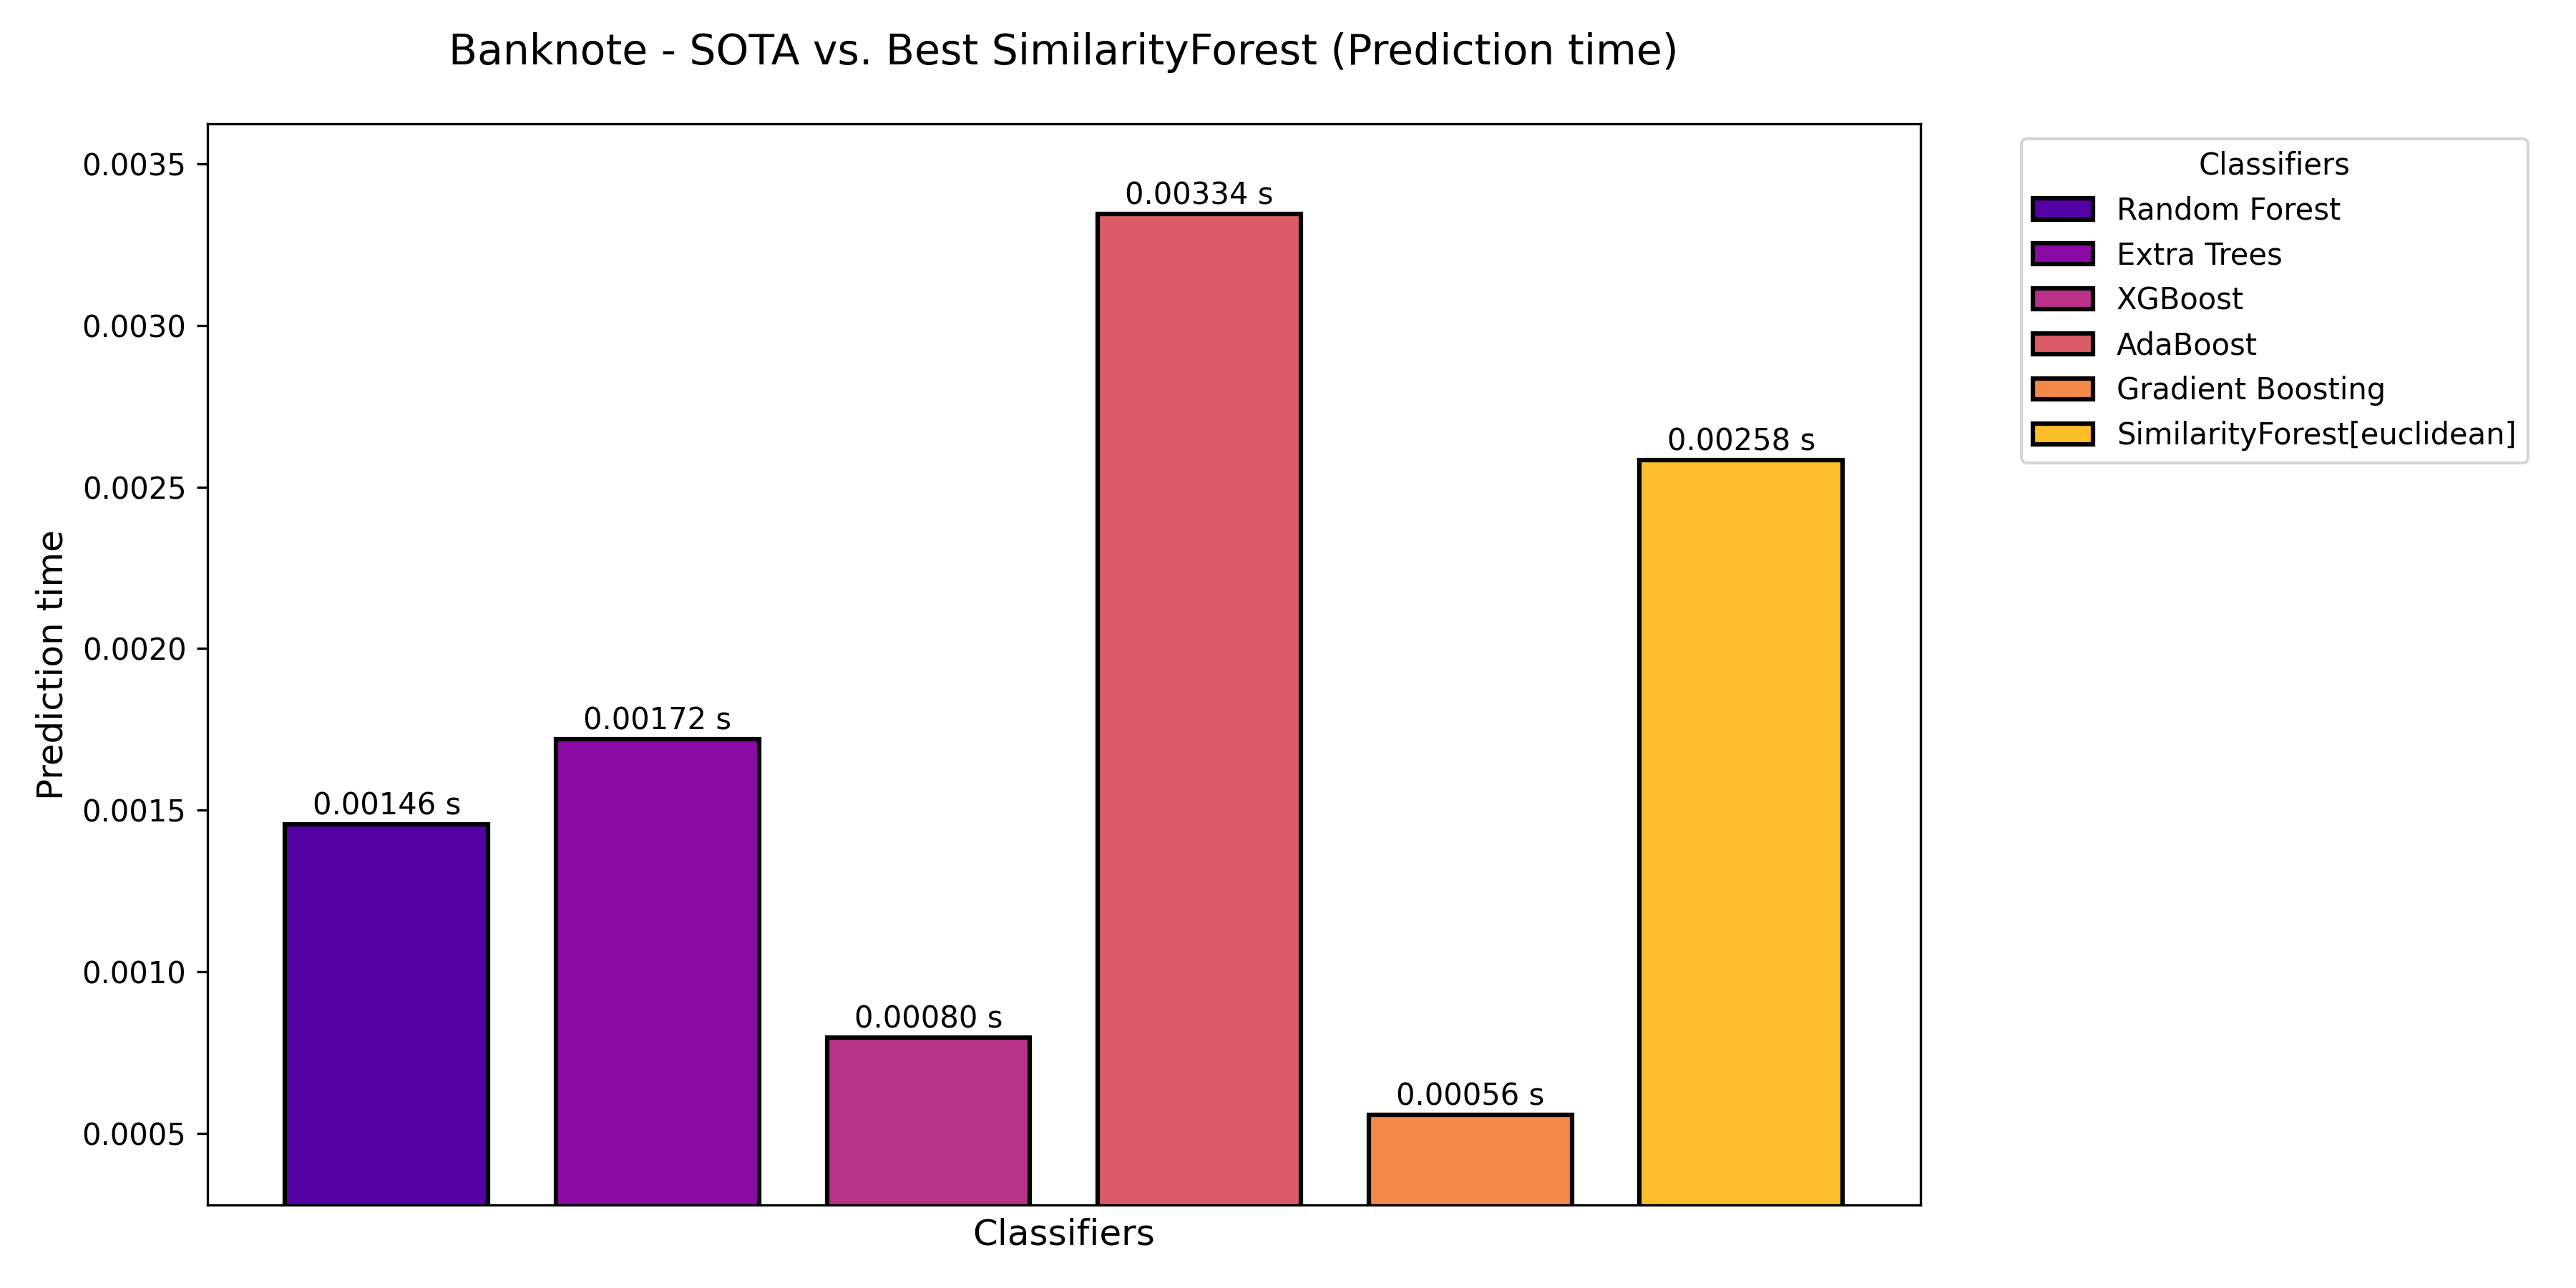 Banknote - SOTA vs. Best SimilarityForest (Prediction time)
Prediction time
0.0035
0.0030
0.0025
0.0020
0.0015
0.0010
0.0005
0.00146 s
0.00172 s
0.00080 s
0.00334 s
0.00056 s
0.00258 s
Classifiers
Classifiers
Random Forest
Extra Trees
XGBoost
AdaBoost
Gradient Boosting
SimilarityForest[euclidean]